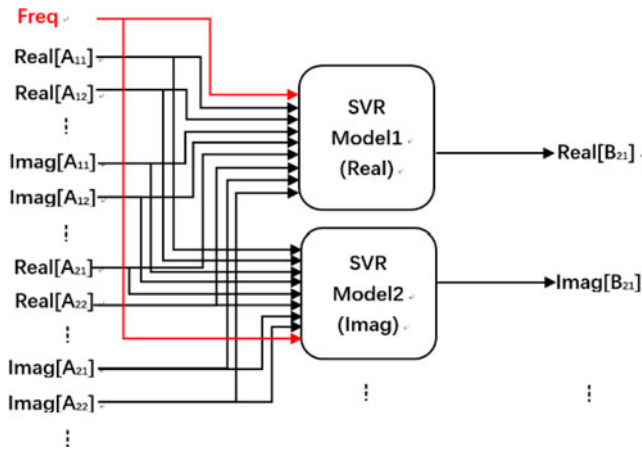 Freq
Real[A₁₁]
Real[A₁₂]
Imag[A₁₁]
Imag[A₁₂]
Real[A₂₁]
Real[A₂₂]
Imag[A₂₁]
Imag[A₂₂]
SVR
Model1
(Real)
SVR
Model2
(Imag)
Real[B₂₁]
Imag[B₂₁]